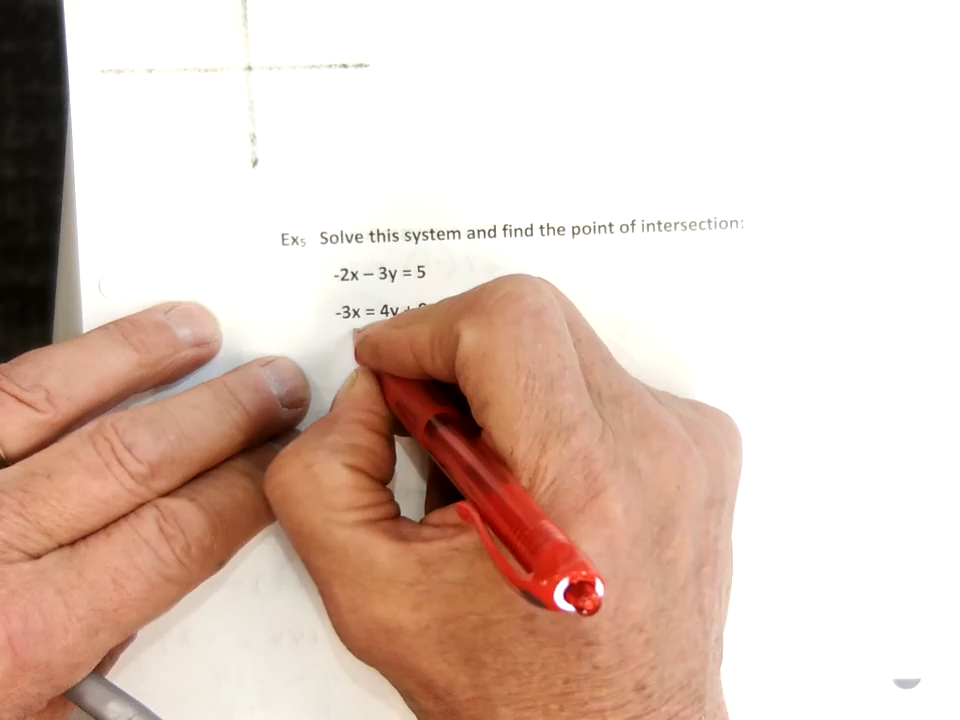 Ex5 Solve this system and find the point of intersection:
-2x – 3y = 5
-3x = 4y +